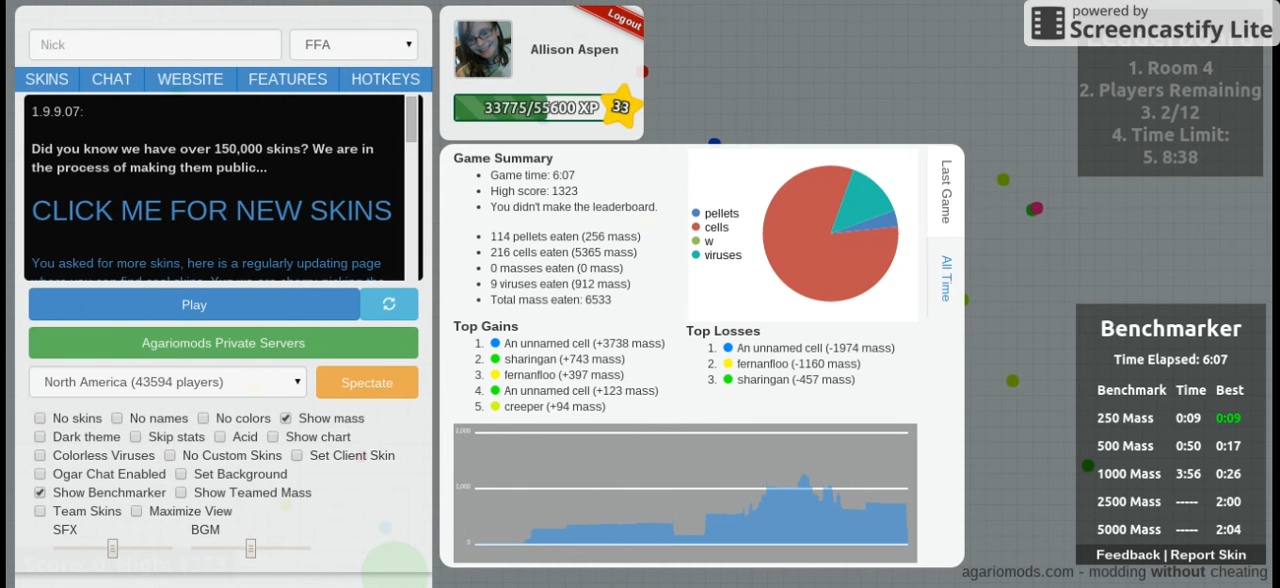 Nick
FFA
SKINS CHAT WEBSITE FEATURES HOTKEYS
1.9.9.07:
Did you know we have over 150,000 skins? We are in
the process of making them public...
CLICK ME FOR NEW SKINS
You asked for more skins, here is a regularly updating page
Play
Agariomods Private Servers
North America (43594 players)
Spectate
No skins No names No colors Show mass
Dark theme Skip stats Acid Show chart
Colorless Viruses No Custom Skins Set Client Skin
Ogar Chat Enabled Set Background
Show Benchmarker Show Teamed Mass
Team Skins Maximize View
SFX BGM
Logout
Allison Aspen
33775/55600 XP
33
Game Summary
Game time: 6:07
High score: 1323
You didn't make the leaderboard.
114 pellets eaten (256 mass)
216 cells eaten (5365 mass)
0 masses eaten (0 mass)
9 viruses eaten (912 mass)
Total mass eaten: 6533
pellets
cells
w
viruses
Last Game
All Time
Top Gains
1. An unnamed cell (+3738 mass)
2. sharingan (+743 mass)
3. fernanfloo (+397 mass)
4. An unnamed cell (+123 mass)
5. creeper (+94 mass)
Top Losses
1. An unnamed cell (-1974 mass)
2. fernanfloo (-1160 mass)
3. sharingan (-457 mass)
2,000
1,000
0
powered by
Screencastify Lite
1. Room 4
2. Players Remaining
3. 2/12
4. Time Limit:
5. 8:38
Benchmarker
Time Elapsed: 6:07
Benchmark Time Best
250 Mass 0:09 0:09
500 Mass 0:50 0:17
1000 Mass 3:56 0:26
2500 Mass ----- 2:00
5000 Mass ----- 2:04
Feedback | Report Skin
agariomods.com - modding without cheating